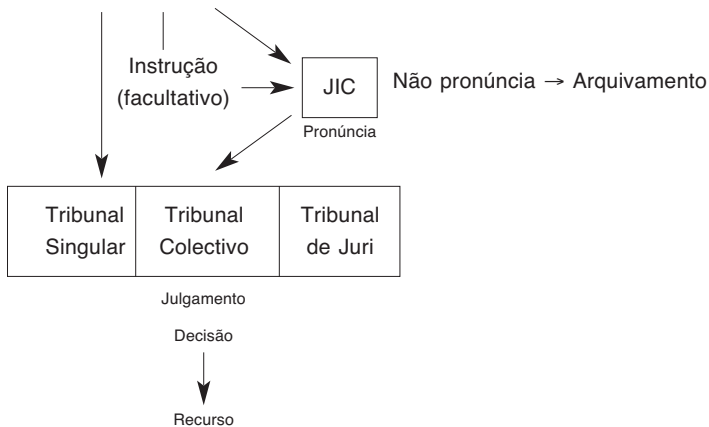 Instrução
(facultativo)
JIC
Não pronúncia → Arquivamento
Pronúncia
Tribunal
Singular
Tribunal
Colectivo
Tribunal
de Juri
Julgamento
Decisão
Recurso